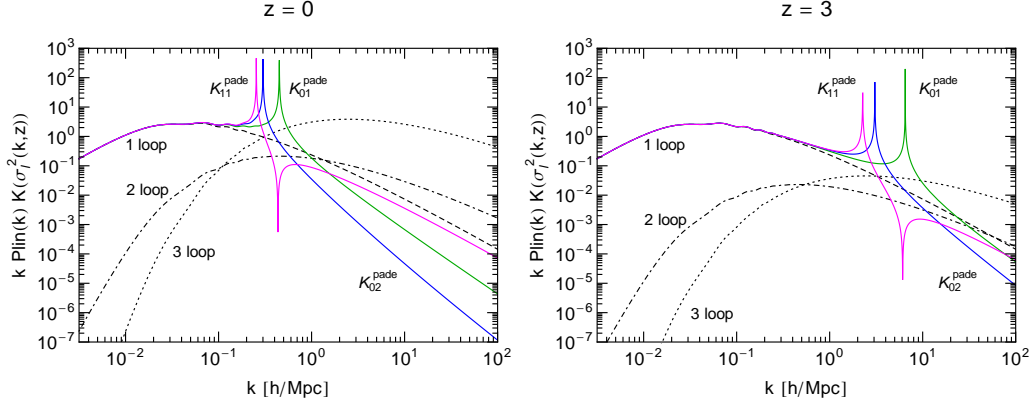 z = 0
10^3
10^2
10^1
10^0
10^-1
10^-2
10^-3
10^-4
10^-5
10^-6
10^-7
k Plin(k) K(σ_l^2(k,z))
K_11^pade
K_01^pade
1 loop
2 loop
3 loop
K_02^pade
10^-2
10^-1
10^0
10^1
10^2
k [h/Mpc]
z = 3
10^3
10^2
10^1
10^0
10^-1
10^-2
10^-3
10^-4
10^-5
10^-6
10^-7
k Plin(k) K(σ_l^2(k,z))
K_11^pade
K_01^pade
1 loop
2 loop
3 loop
K_02^pade
10^-2
10^-1
10^0
10^1
10^2
k [h/Mpc]